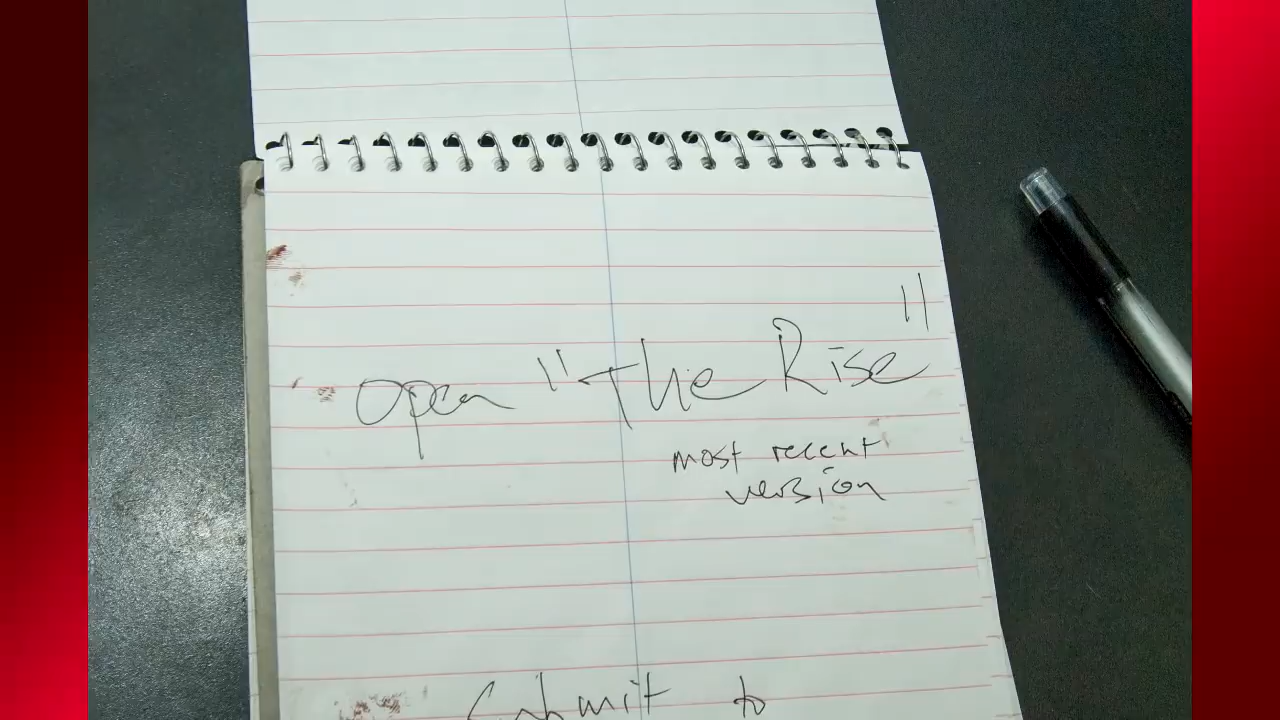 Open "The Rise"
most recent
version
Submit to